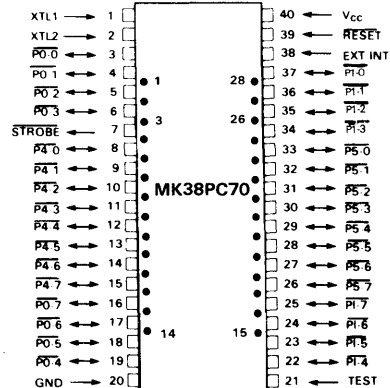 XTL1 1 40 Vcc
XTL2 2 39 RESET
P0·0 3 38 EXT INT
P0 1 4 37 P1·0
1 28
P0 2 5 36 P1·1
P0 3 6 35 P1·2
3 26
STROBE 7 34 P1·3
P4·0 8 33 P5·0
P4 1 9 32 P5·1
P4·2 10 MK38PC70 31 P5·2
P4·3 11 30 P5·3
P4·4 12 29 P5 4
P4·5 13 28 P5·5
P4·6 14 27 P5·6
P4·7 15 26 P5·7
P0·7 16 25 P1·7
P0·6 17 24 P1·6
14 15
P0·5 18 23 P1·5
P0·4 19 22 P1·4
GND 20 21 TEST